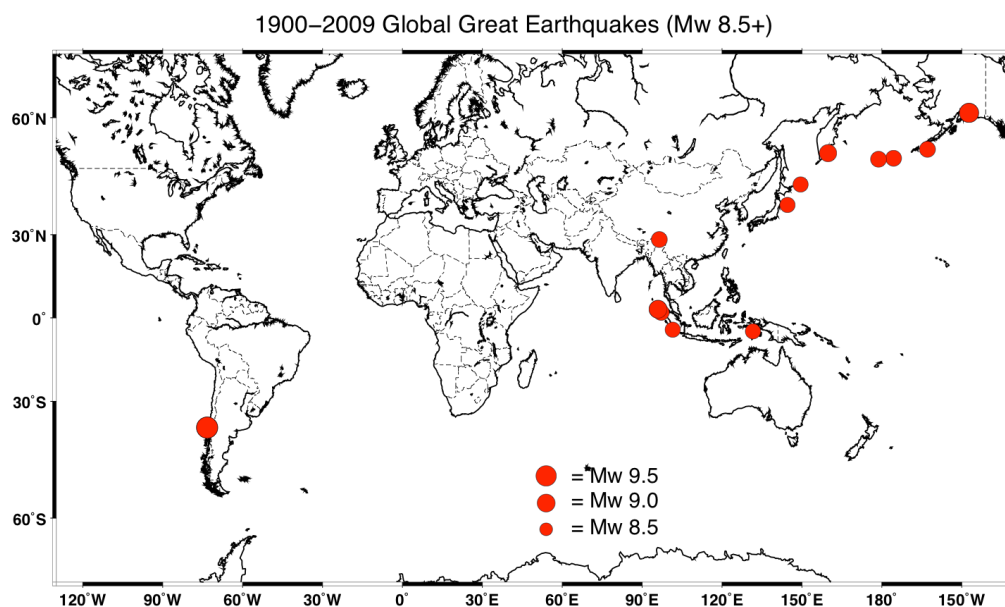 1900–2009 Global Great Earthquakes (Mw 8.5+)
60˚N
30˚N
0˚
30˚S
60˚S
= Mw 9.5
= Mw 9.0
= Mw 8.5
120˚W 90˚W 60˚W 30˚W 0˚ 30˚E 60˚E 90˚E 120˚E 150˚E 180˚ 150˚W